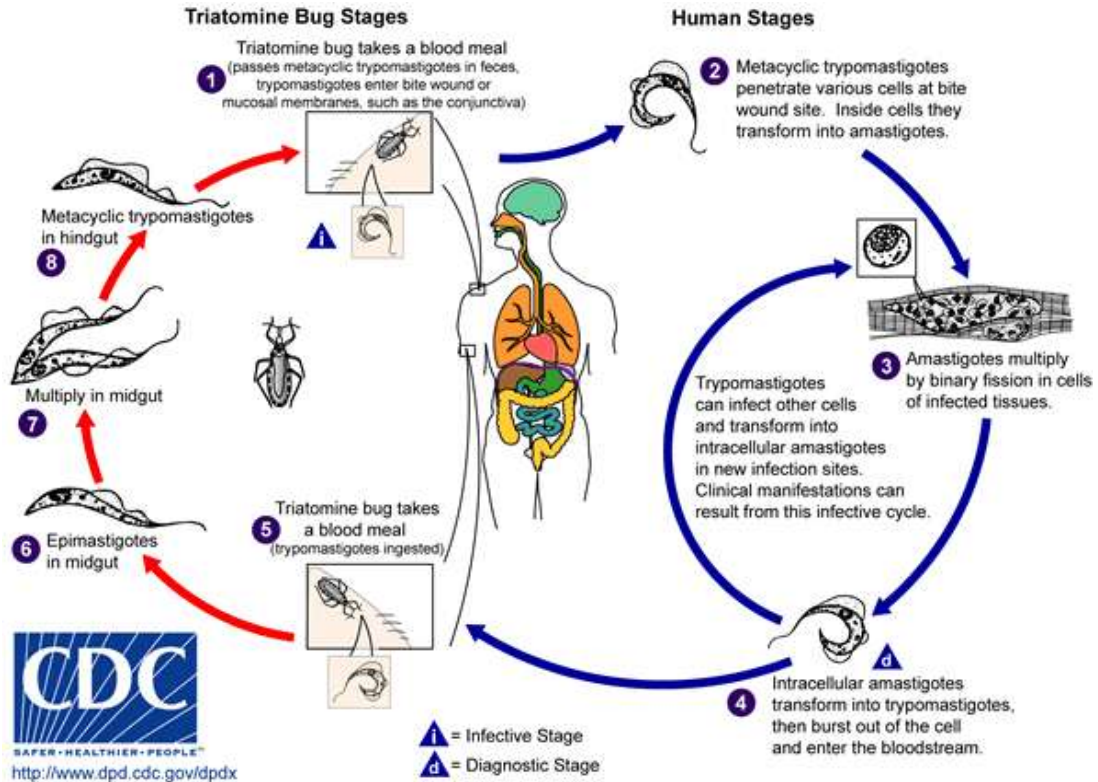 Triatomine Bug Stages
Human Stages
1
Triatomine bug takes a blood meal
(passes metacyclic trypomastigotes in feces,
trypomastigotes enter bite wound or
mucosal membranes, such as the conjunctiva)
i
2
Metacyclic trypomastigotes
penetrate various cells at bite
wound site. Inside cells they
transform into amastigotes.
3
Amastigotes multiply
by binary fission in cells
of infected tissues.
Trypomastigotes
can infect other cells
and transform into
intracellular amastigotes
in new infection sites.
Clinical manifestations can
result from this infective cycle.
d
4
Intracellular amastigotes
transform into trypomastigotes,
then burst out of the cell
and enter the bloodstream.
5
Triatomine bug takes
a blood meal
(trypomastigotes ingested)
6
Epimastigotes
in midgut
Multiply in midgut
7
Metacyclic trypomastigotes
in hindgut
8
i = Infective Stage
d = Diagnostic Stage
CDC
SAFER·HEALTHIER·PEOPLE™
http://www.dpd.cdc.gov/dpdx